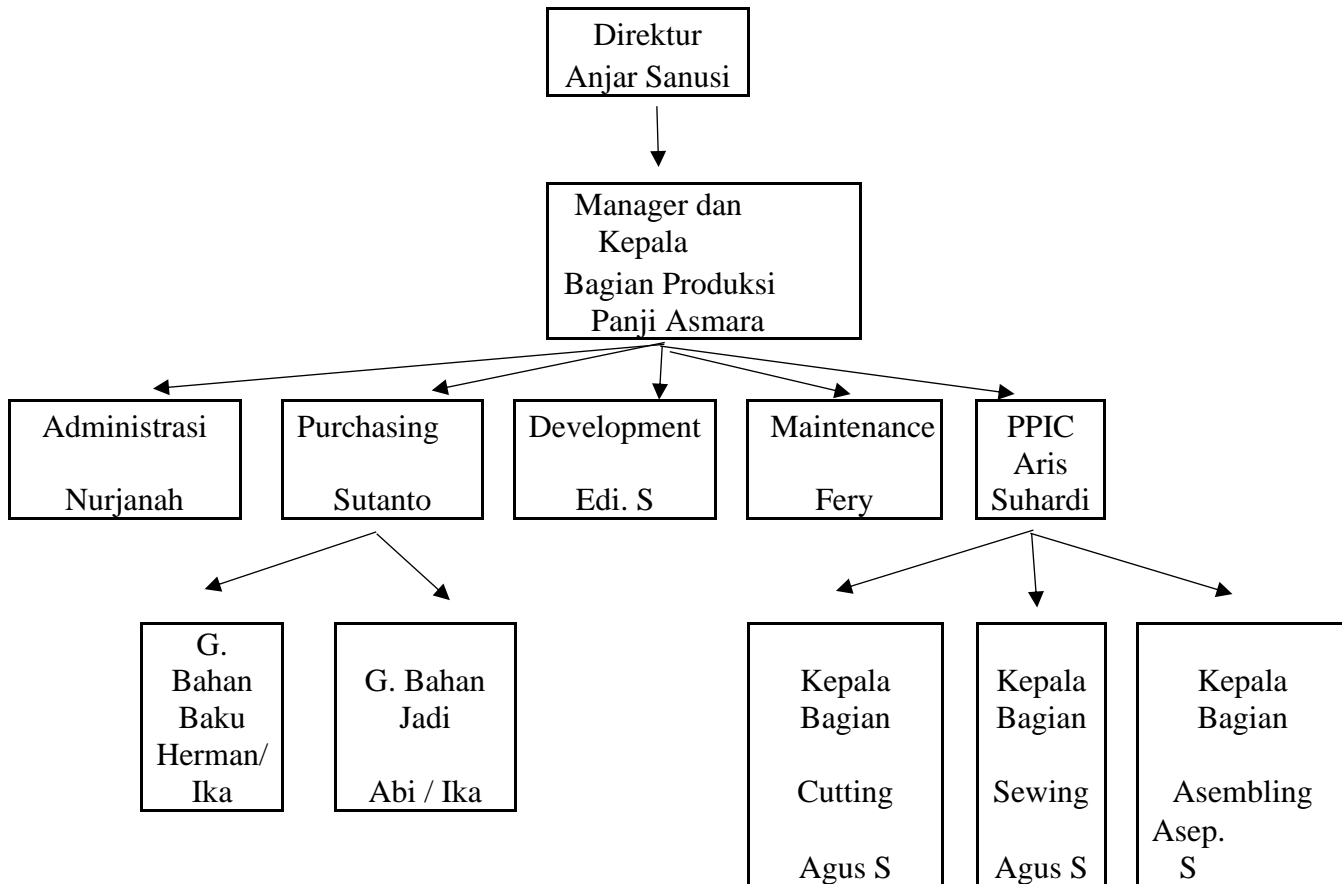 Direktur
Anjar Sanusi
Manager dan
Kepala
Bagian Produksi
Panji Asmara
Administrasi
Nurjanah
Purchasing
Sutanto
Development
Edi. S
Maintenance
Fery
PPIC
Aris
Suhardi
G.
Bahan
Baku
Herman/
Ika
G. Bahan
Jadi
Abi / Ika
Kepala
Bagian
Cutting
Agus S
Kepala
Bagian
Sewing
Agus S
Kepala
Bagian
Asembling
Asep.
S